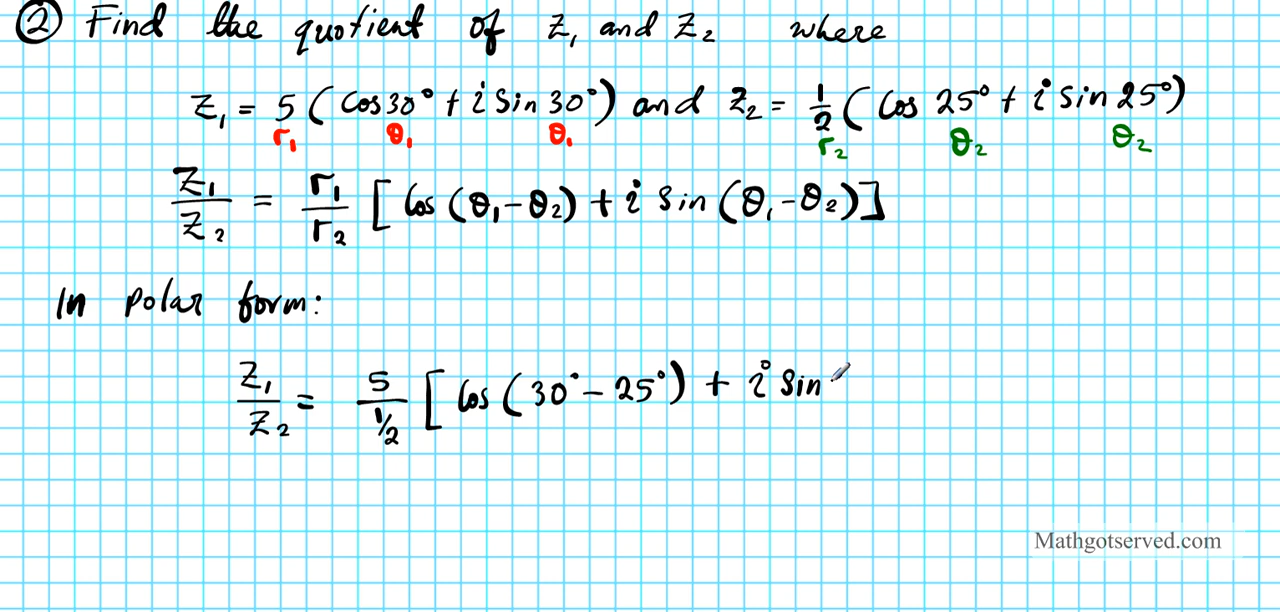 ② Find the quotient of z₁ and z₂ where
z₁ = 5 (cos 30° + i sin 30°) and z₂ = 1/2 (cos 25° + i sin 25°)
r₁ θ₁ θ₁ r₂ θ₂ θ₂
z₁/z₂ = r₁/r₂ [cos (θ₁ - θ₂) + i sin (θ₁ - θ₂)]
In polar form:
z₁/z₂ = 5/(1/2) [cos (30° - 25°) + i sin
Mathgotserved.com